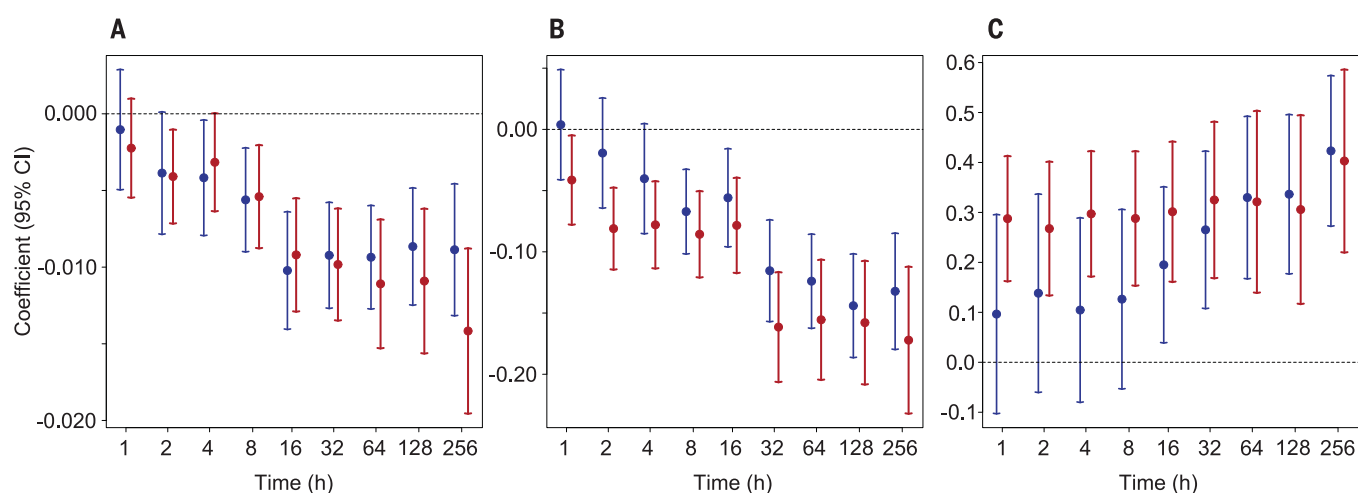 A
B
C
Coefficient (95% CI)
0.000
-0.010
-0.020
1 2 4 8 16 32 64 128 256
Time (h)
0.00
-0.10
-0.20
1 2 4 8 16 32 64 128 256
Time (h)
0.6
0.5
0.4
0.3
0.2
0.1
0.0
-0.1
1 2 4 8 16 32 64 128 256
Time (h)